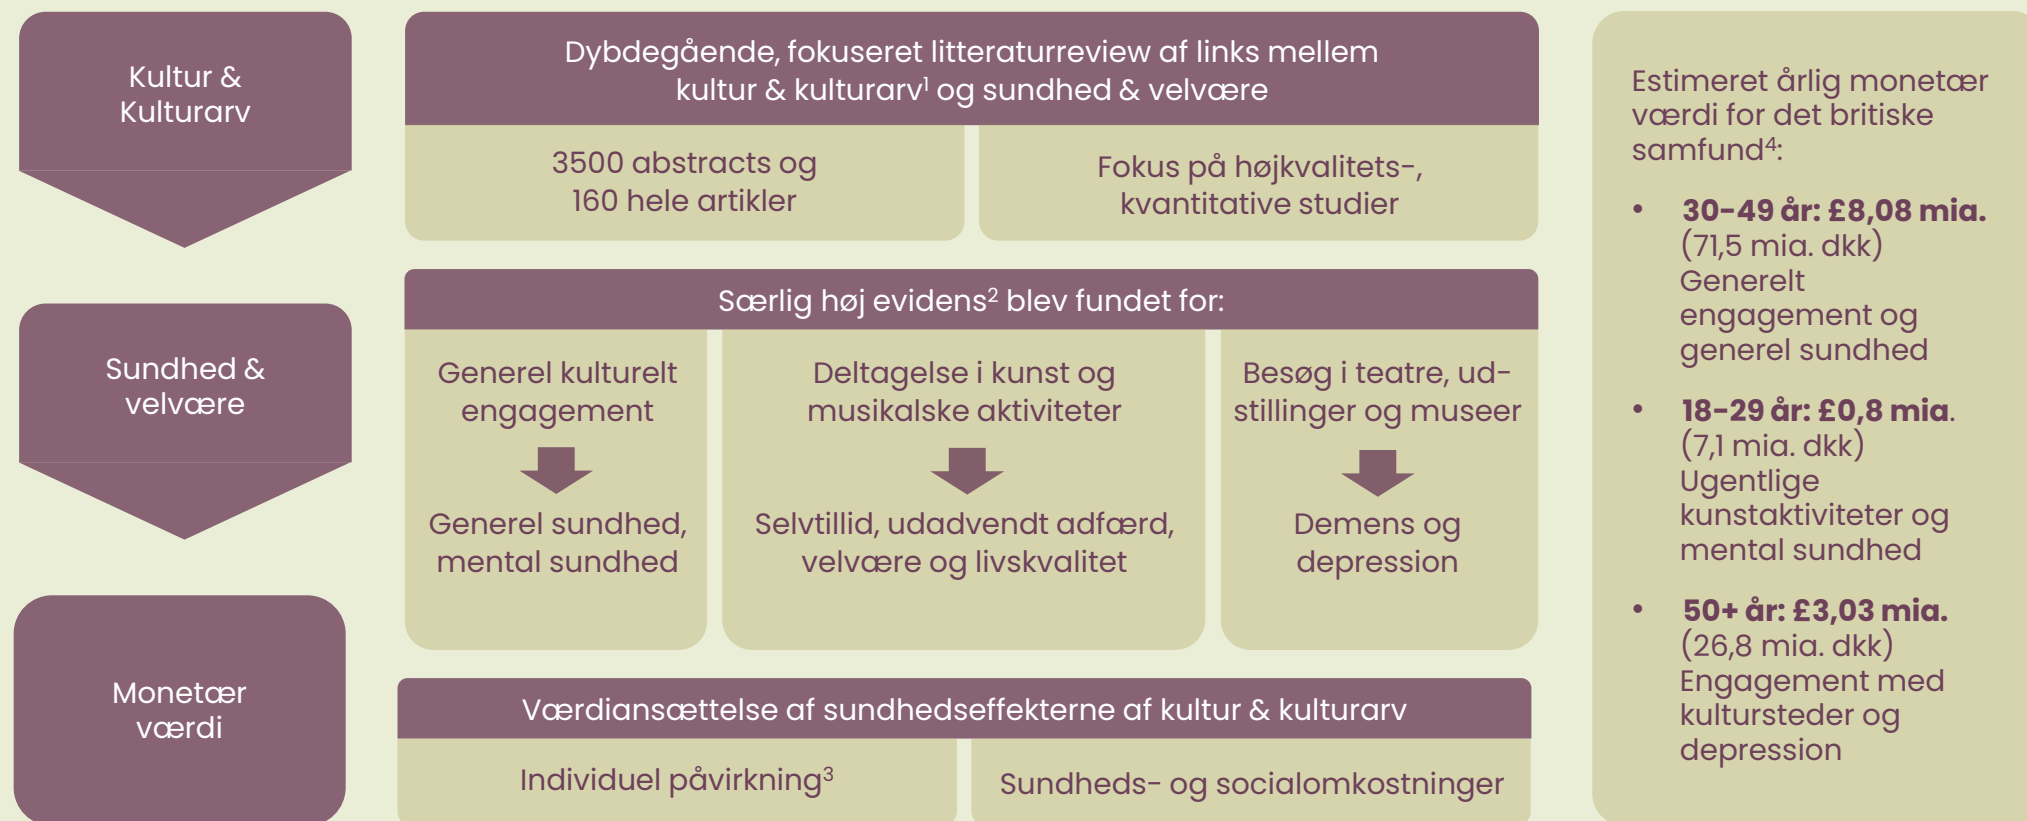 Kultur &
Kulturarv
Sundhed &
velvære
Monetær
værdi
Dybdegående, fokuseret litteraturreview af links mellem
kultur & kulturarv¹ og sundhed & velvære
3500 abstracts og
160 hele artikler
Fokus på højkvalitets-,
kvantitative studier
Særlig høj evidens² blev fundet for:
Generel kulturelt
engagement
Generel sundhed,
mental sundhed
Deltagelse i kunst og
musikalske aktiviteter
Selvtillid, udadvendt adfærd,
velvære og livskvalitet
Besøg i teatre, ud-
stillinger og museer
Demens og
depression
Værdiansættelse af sundhedseffekterne af kultur & kulturarv
Individuel påvirkning³
Sundheds- og socialomkostninger
Estimeret årlig monetær
værdi for det britiske
samfund⁴:
• 30-49 år: £8,08 mia.
(71,5 mia. dkk)
Generelt
engagement og
generel sundhed
• 18-29 år: £0,8 mia.
(7,1 mia. dkk)
Ugentlige
kunstaktiviteter og
mental sundhed
• 50+ år: £3,03 mia.
(26,8 mia. dkk)
Engagement med
kultursteder og
depression